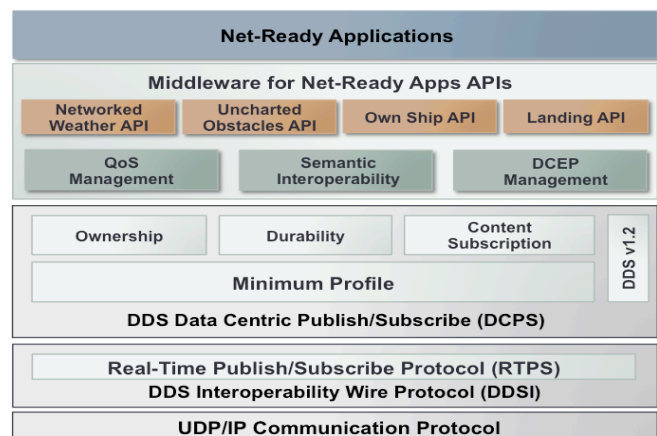 Net-Ready Applications
Middleware for Net-Ready Apps APIs
Networked
Weather API
Uncharted
Obstacles API
Own Ship API
Landing API
QoS
Management
Semantic
Interoperability
DCEP
Management
Ownership
Durability
Content
Subscription
DDS v1.2
Minimum Profile
DDS Data Centric Publish/Subscribe (DCPS)
Real-Time Publish/Subscribe Protocol (RTPS)
DDS Interoperability Wire Protocol (DDSI)
UDP/IP Communication Protocol